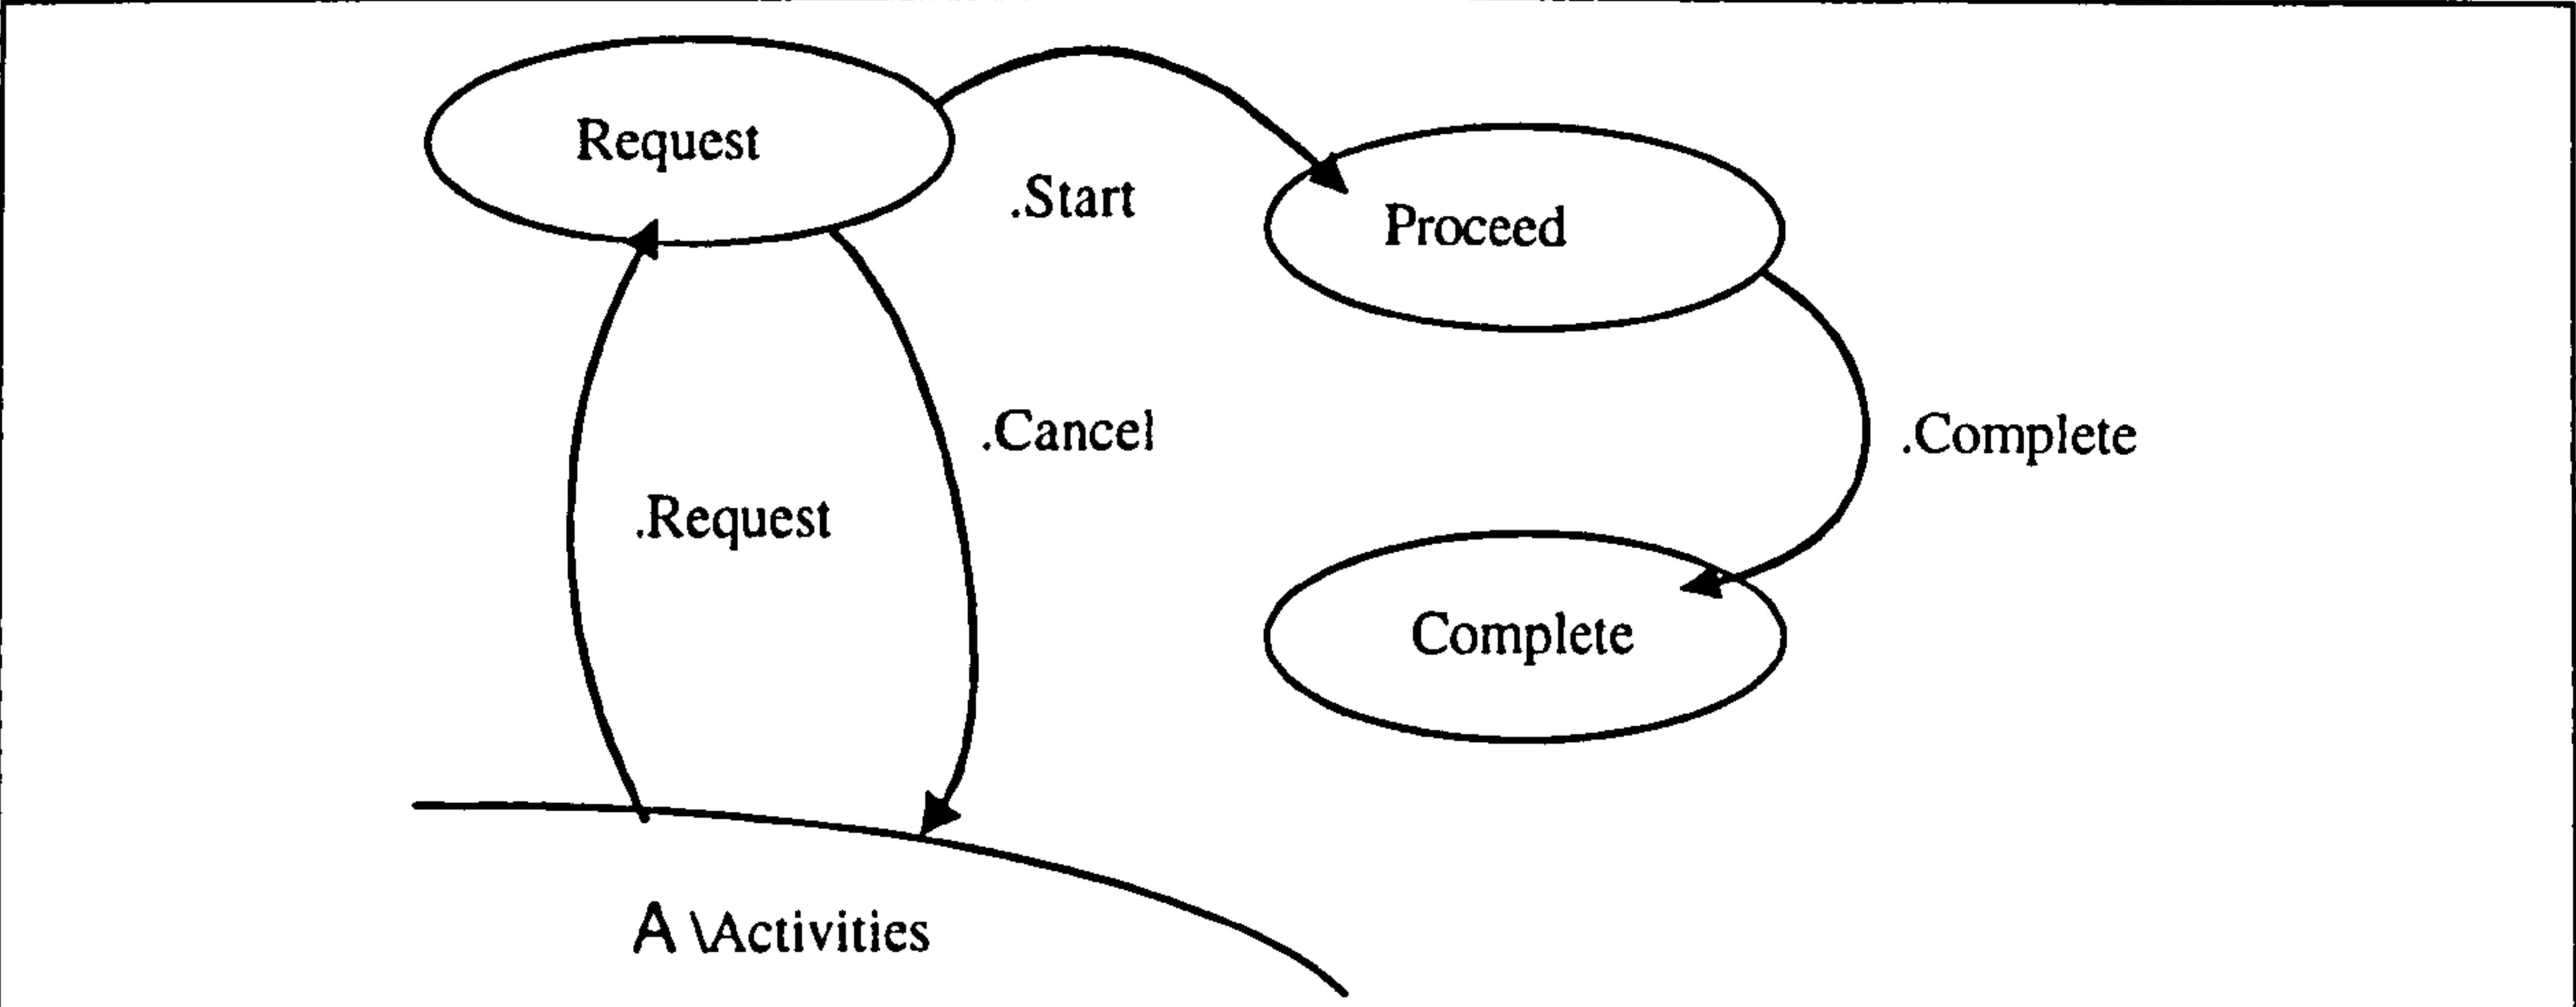 Request
.Start
Proceed
.Cancel
.Complete
.Request
Complete
A \Activities